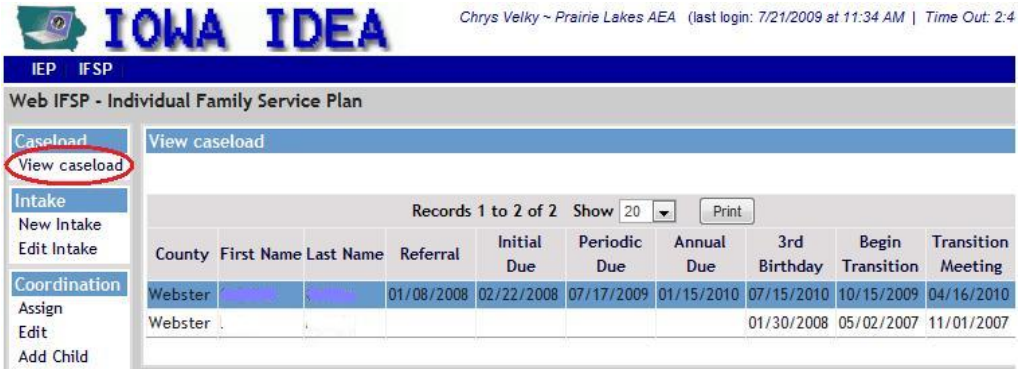 IOWA IDEA
Chrys Velky ~ Prairie Lakes AEA (last login: 7/21/2009 at 11:34 AM | Time Out: 2:4
IEP IFSP
Web IFSP - Individual Family Service Plan
Caseload
View caseload
Intake
New Intake
Edit Intake
Coordination
Assign
Edit
Add Child
View caseload
Records 1 to 2 of 2 Show 20 Print
County First Name Last Name Referral Initial Due Periodic Due Annual Due 3rd Birthday Begin Transition Transition Meeting
Webster 01/08/2008 02/22/2008 07/17/2009 01/15/2010 07/15/2010 10/15/2009 04/16/2010
Webster 01/30/2008 05/02/2007 11/01/2007